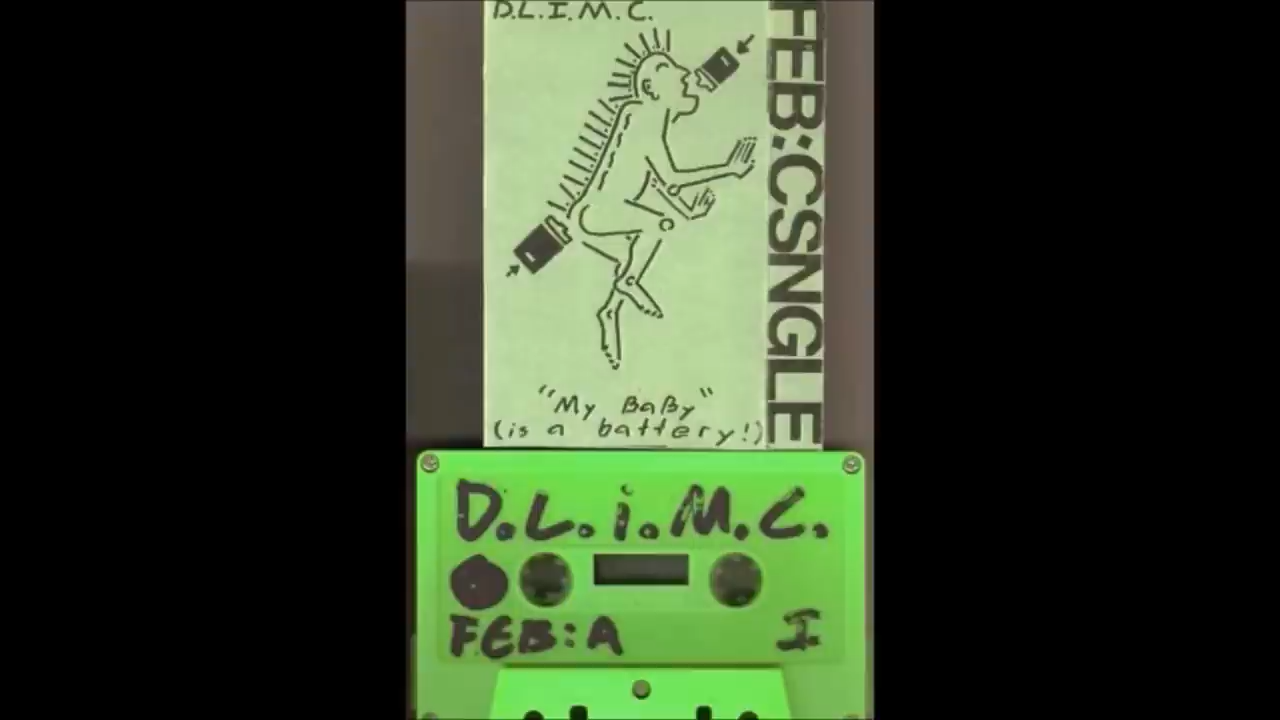 D.L.I.M.C.
"My BaBy"
(is a battery!)
FEB:CSNGLE
D.L.i.M.C.
FEB:A
I